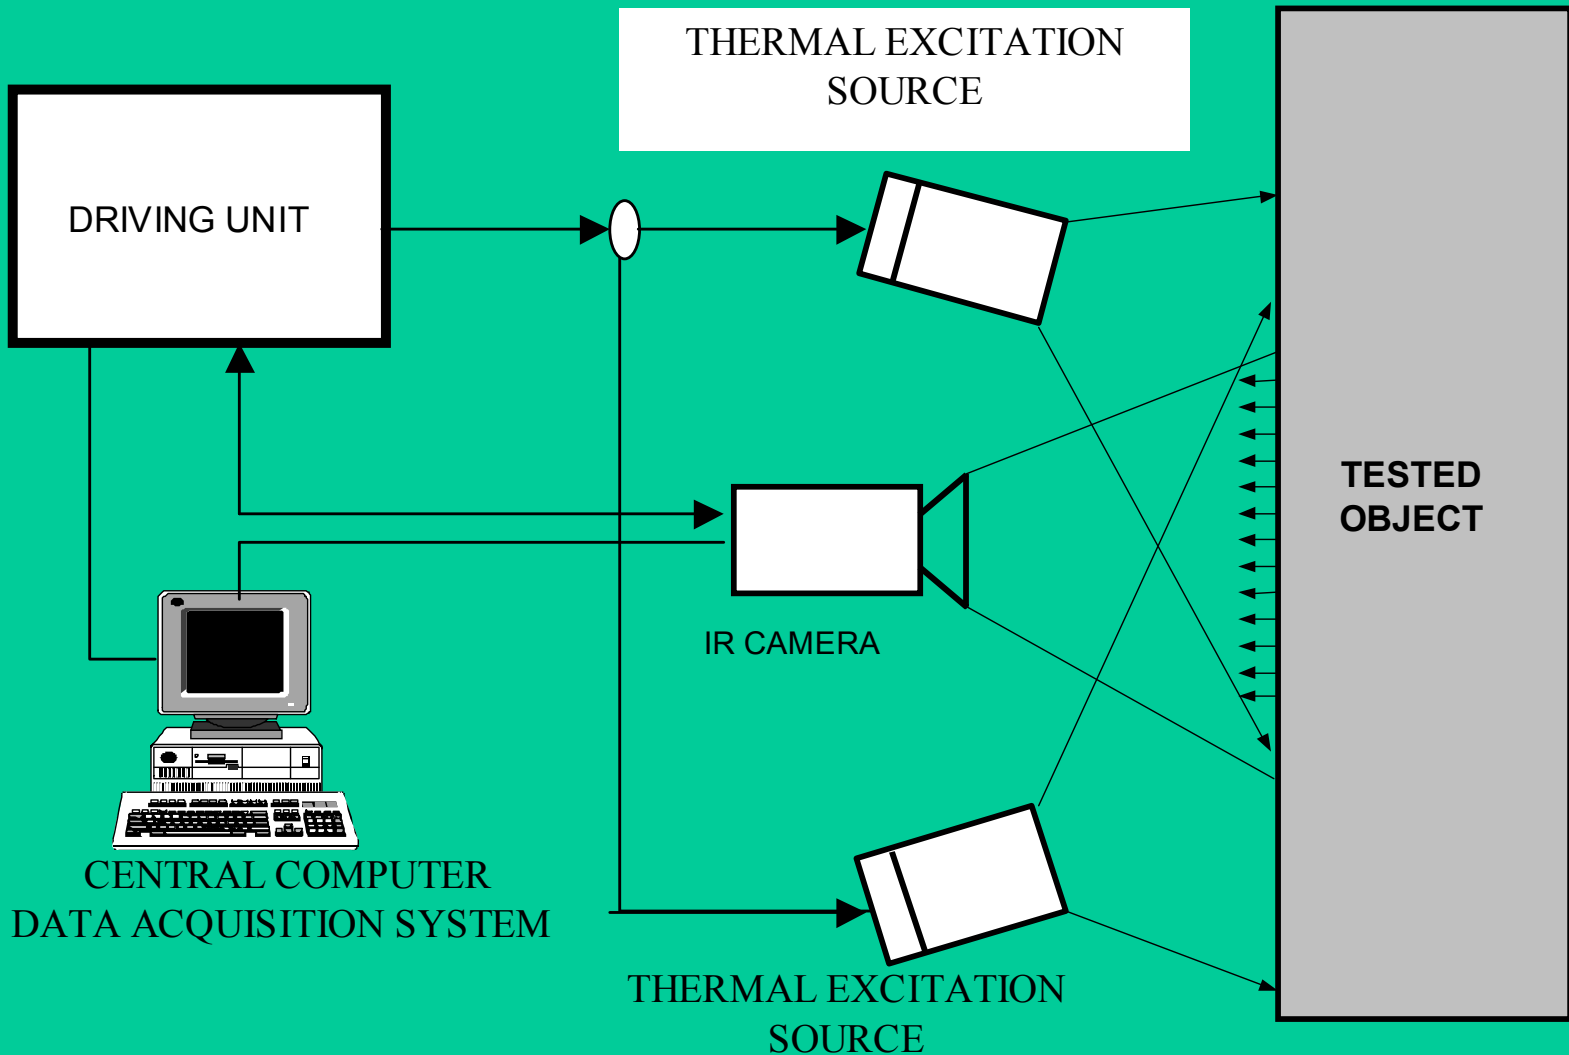 THERMAL EXCITATION
SOURCE
DRIVING UNIT
TESTED
OBJECT
IR CAMERA
CENTRAL COMPUTER
DATA ACQUISITION SYSTEM
THERMAL EXCITATION
SOURCE